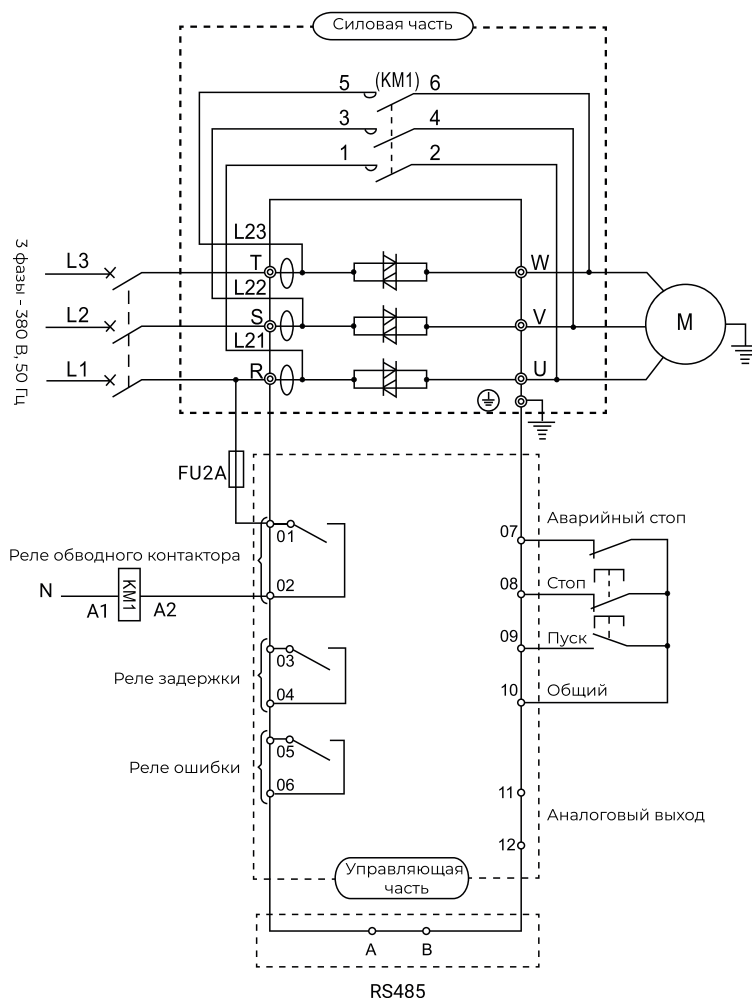 Силовая часть
5 (KM1) 6
3 4
1 2
L23
T
W
L3
L22
S
V
L2
L21
R
U
L1
M
3 фазы - 380 В, 50 Гц
FU2A
Реле обводного контактора
01
02
N
A1
KM1
A2
Реле задержки
03
04
Реле ошибки
05
06
07
Аварийный стоп
08
Стоп
09
Пуск
10
Общий
11
Аналоговый выход
12
Управляющая
часть
A B
RS485